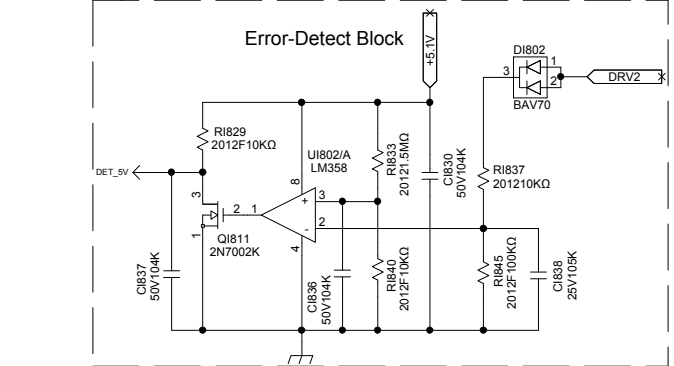 Error-Detect Block
+5.1V
DI802
3
1
2
BAV70
DRV2
RI829
2012F10KΩ
UI802/A
LM358
RI833
20121.5MΩ
CI830
50V104K
RI837
201210KΩ
DET_5V
8
3
+
2
-
1
4
3
2
1
QI811
2N7002K
CI837
50V104K
CI836
50V104K
RI840
2012F10KΩ
RI845
2012F100KΩ
CI838
25V105K